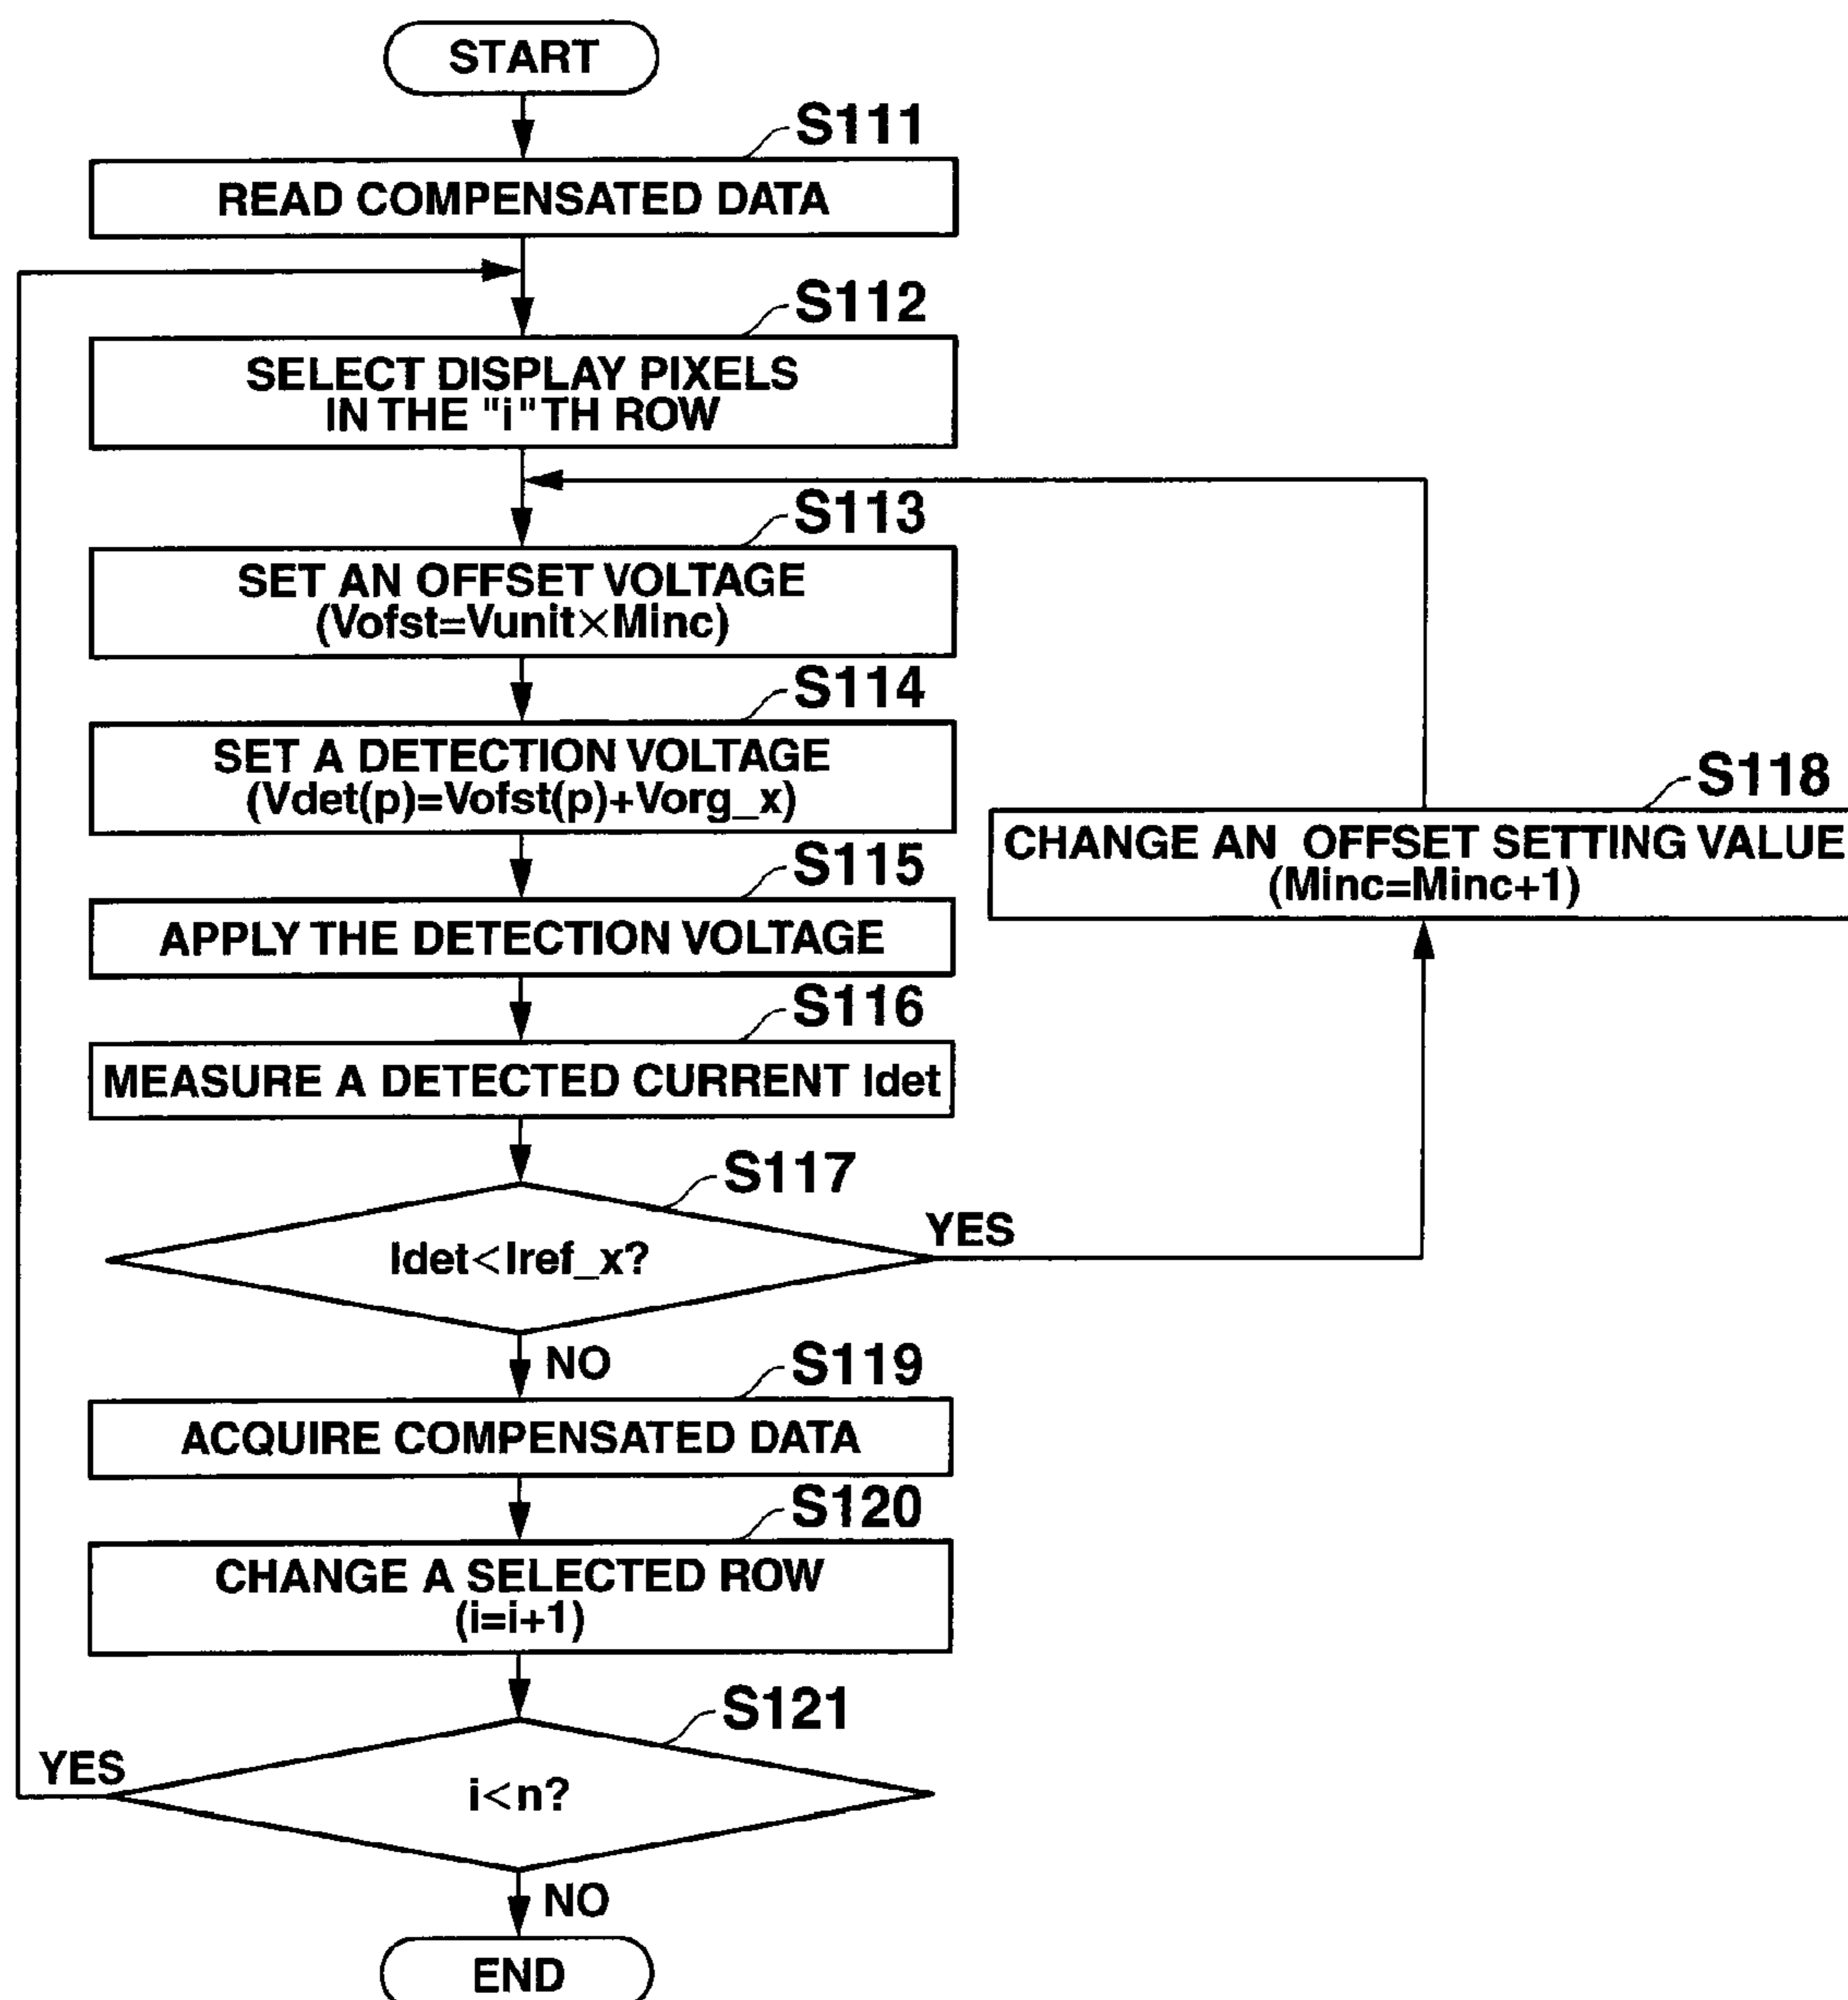 START
S111
READ COMPENSATED DATA
S112
SELECT DISPLAY PIXELS
IN THE "i"TH ROW
S113
SET AN OFFSET VOLTAGE
(Vofst=Vunit×Minc)
S114
SET A DETECTION VOLTAGE
(Vdet(p)=Vofst(p)+Vorg_x)
S118
CHANGE AN OFFSET SETTING VALUE
(Minc=Minc+1)
S115
APPLY THE DETECTION VOLTAGE
S116
MEASURE A DETECTED CURRENT Idet
S117
Idet<Iref_x?
YES
NO
S119
ACQUIRE COMPENSATED DATA
S120
CHANGE A SELECTED ROW
(i=i+1)
S121
YES
i<n?
NO
END